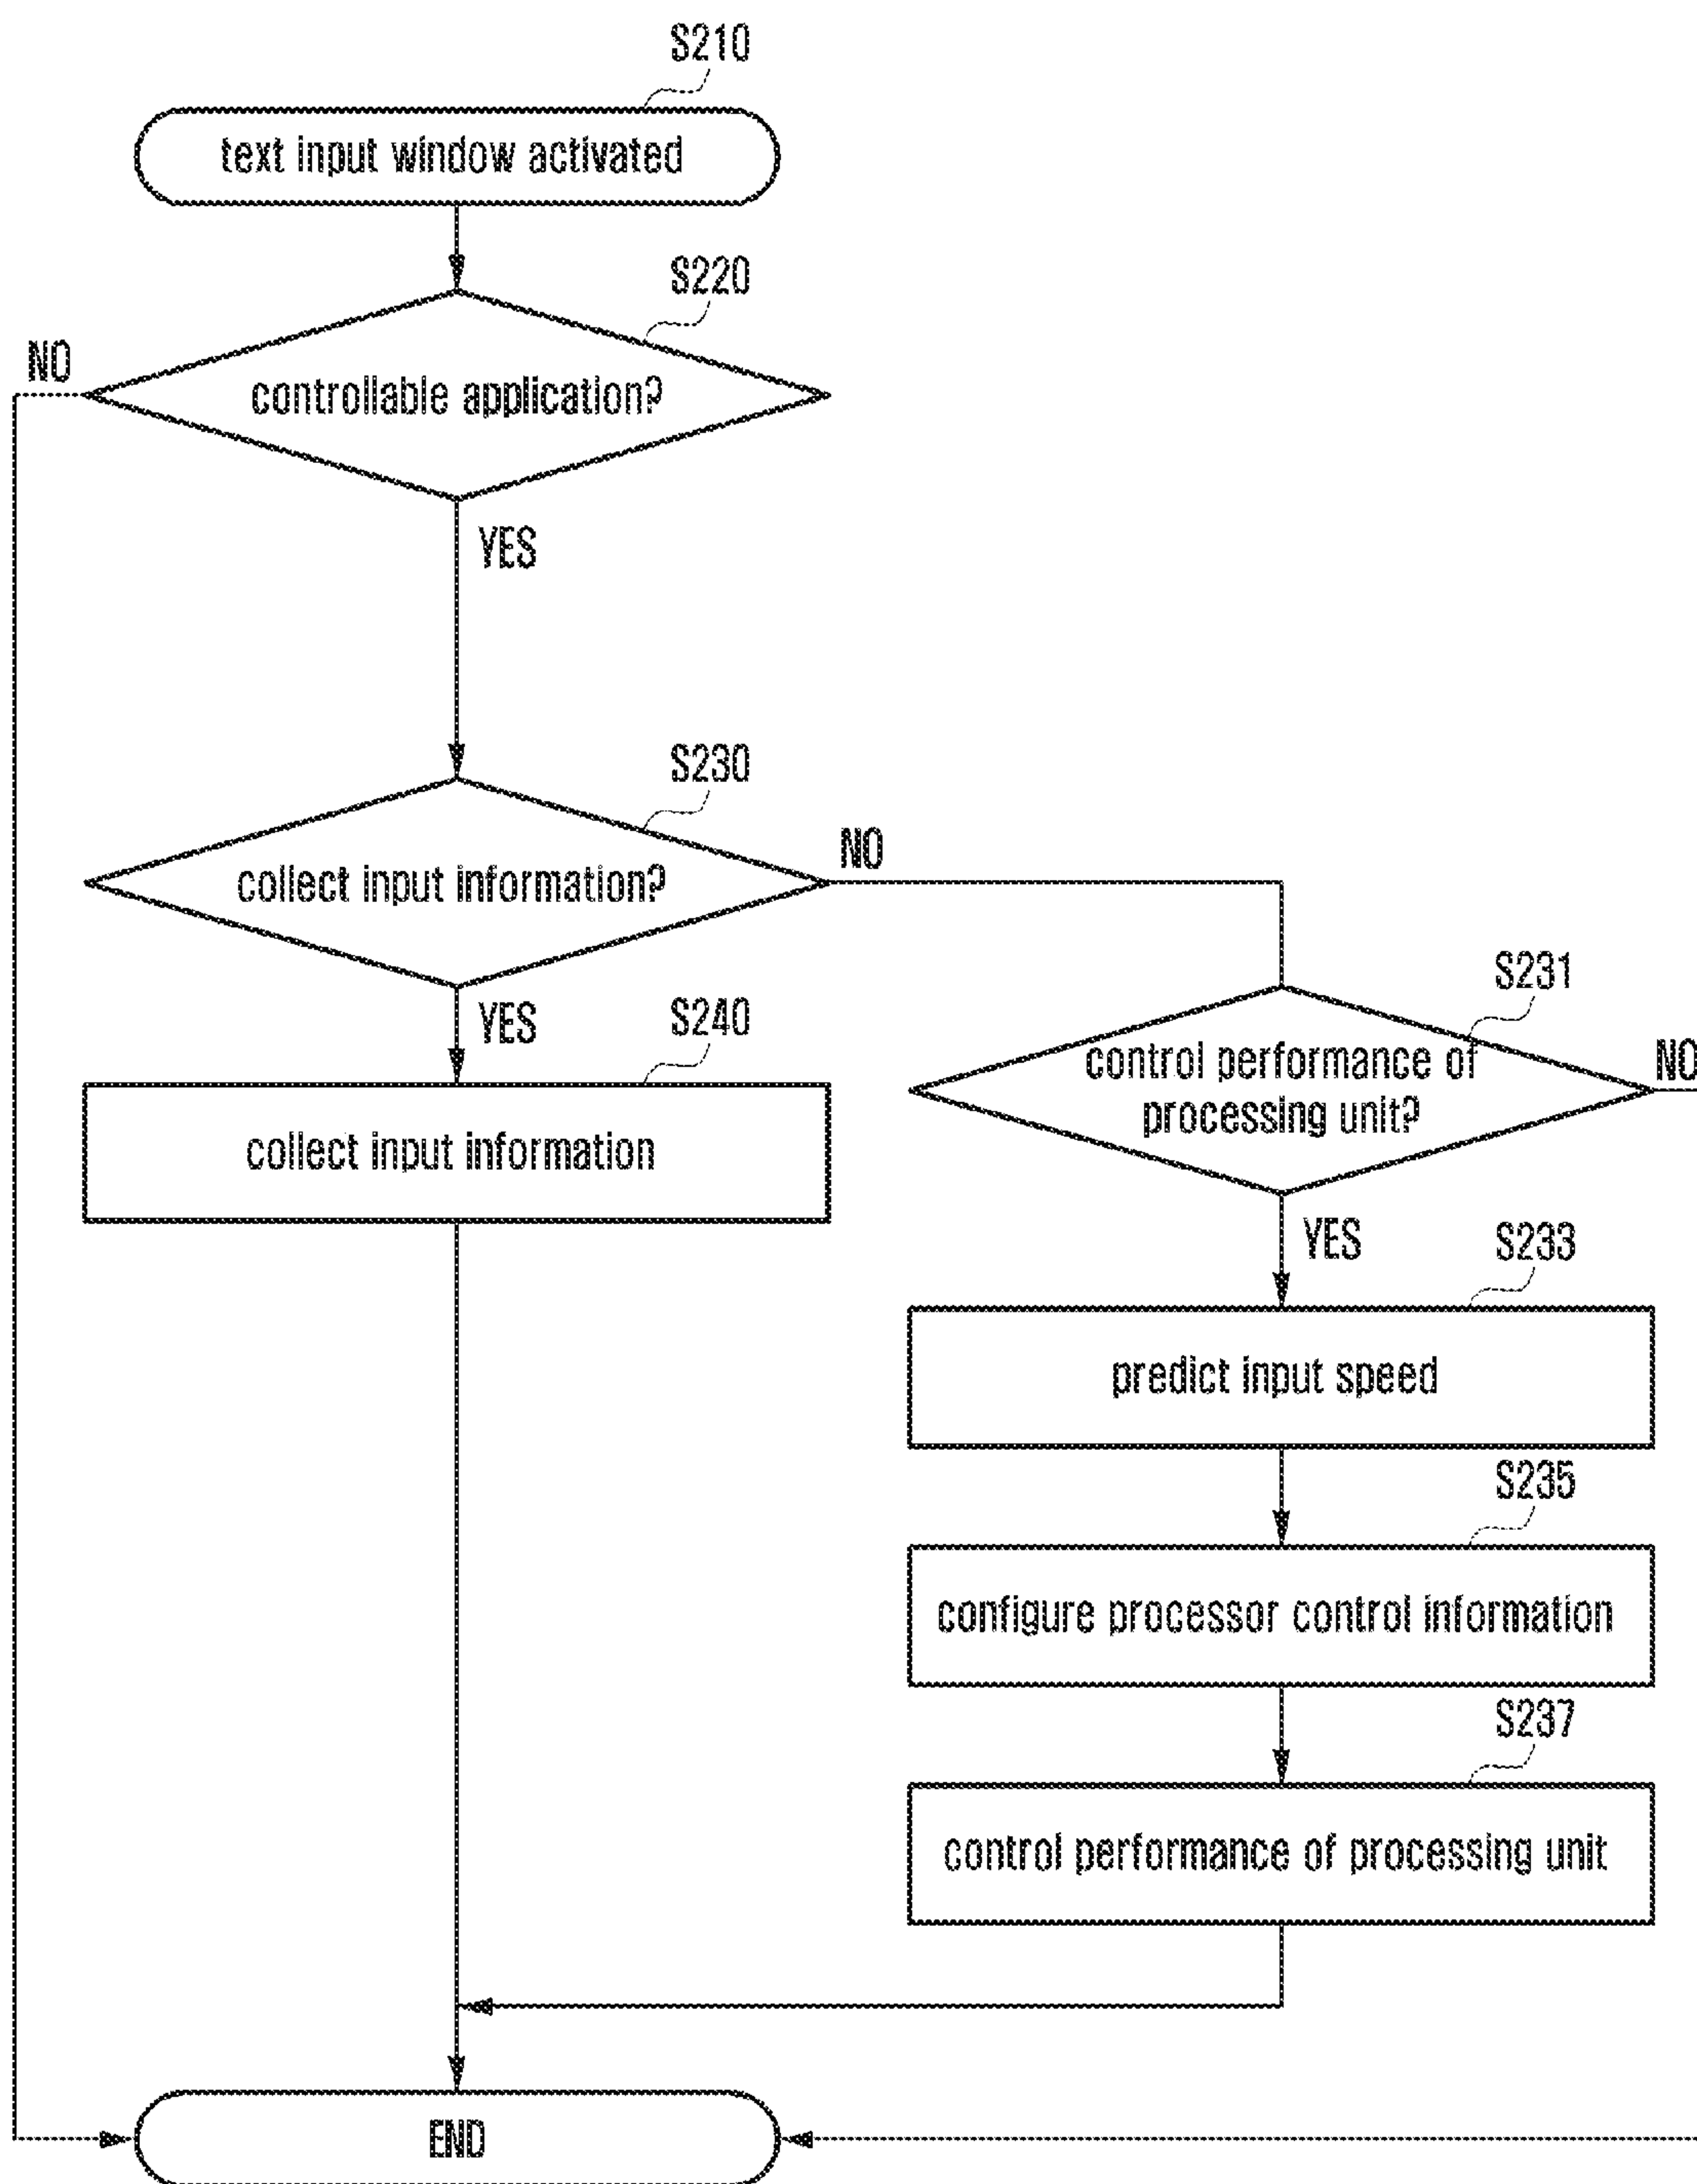 S210
text input window activated
S220
NO
controllable application?
YES
S230
NO
collect input information?
S231
YES
S240
control performance of
processing unit?
NO
collect input information
YES
S233
predict input speed
S235
configure processor control information
S237
control performance of processing unit
END